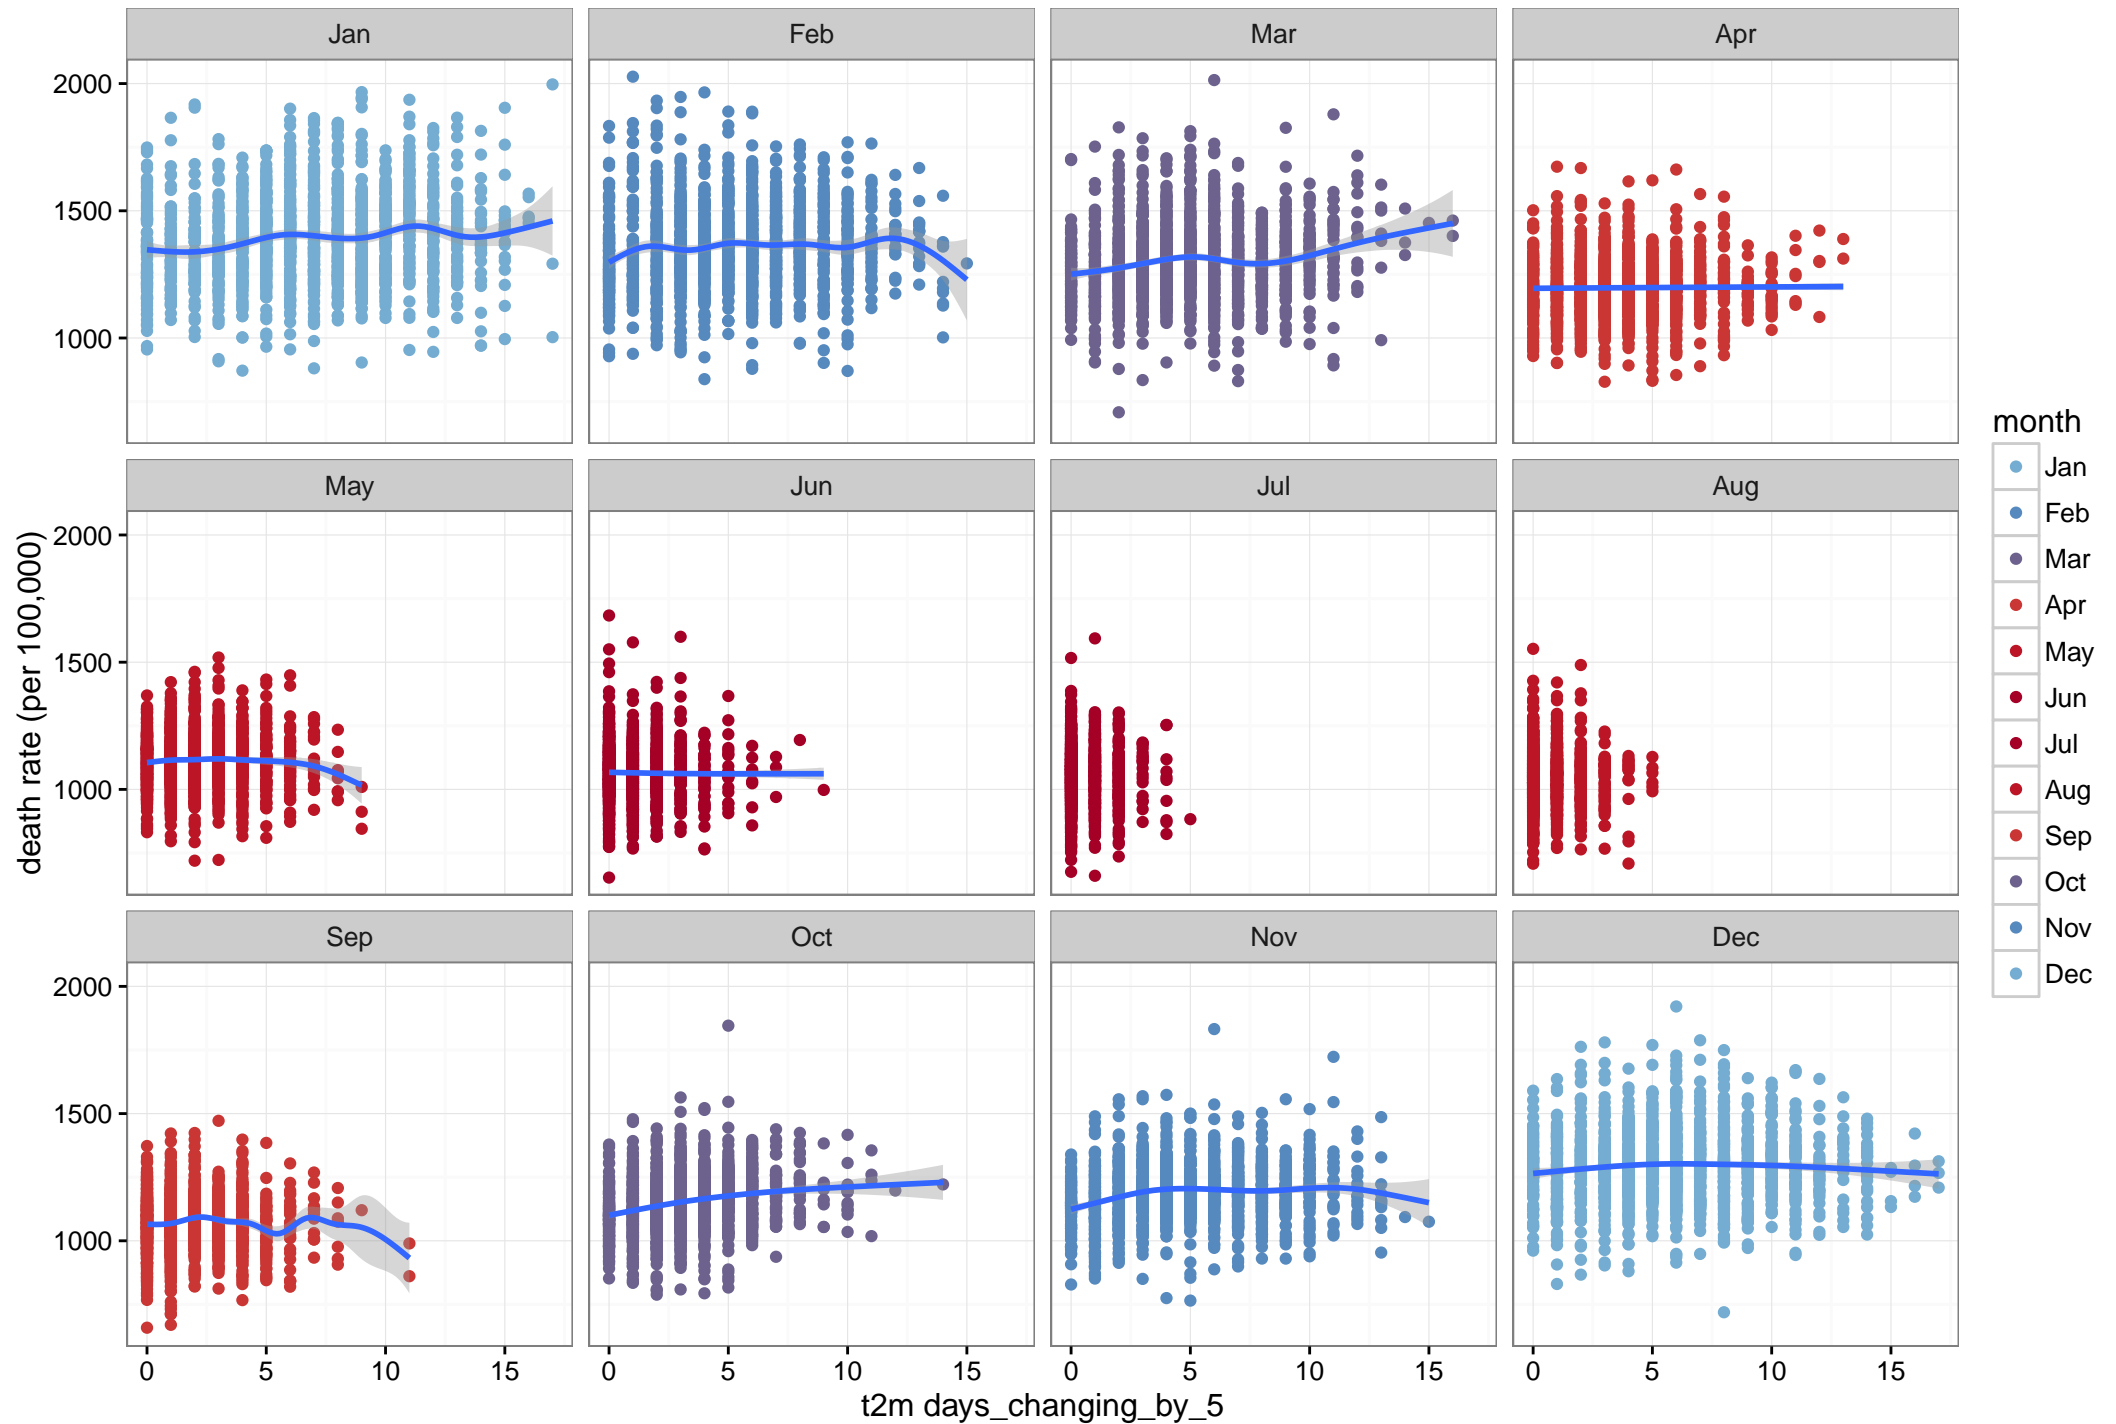 Jan Feb Mar Apr
2000
1500
1000
May Jun Jul Aug
2000
1500
1000
Sep Oct Nov Dec
2000
1500
1000
0 5 10 15 0 5 10 15 0 5 10 15 0 5 10 15
t2m days_changing_by_5
death rate (per 100,000)
month
Jan
Feb
Mar
Apr
May
Jun
Jul
Aug
Sep
Oct
Nov
Dec